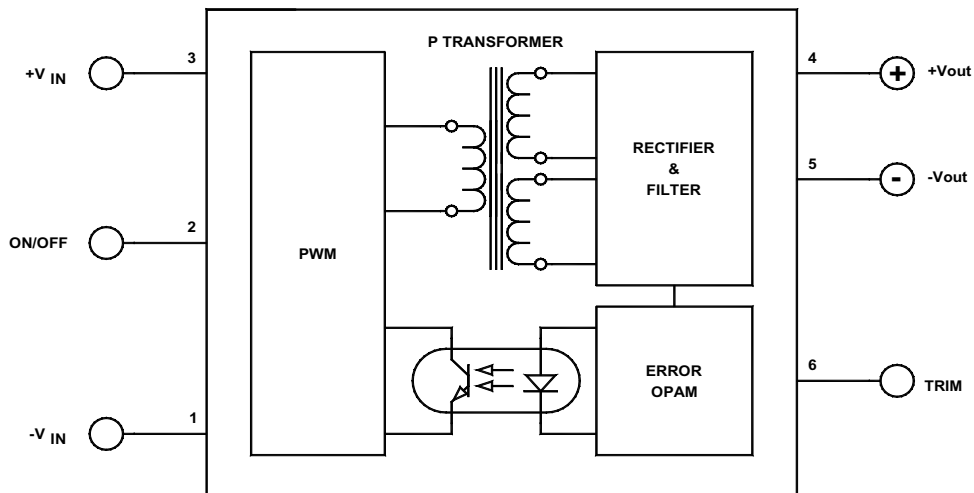 P TRANSFORMER
3
+V IN
4
+Vout
+
RECTIFIER
&
FILTER
5
-Vout
-
2
ON/OFF
PWM
ERROR
OPAM
6
TRIM
1
-V IN